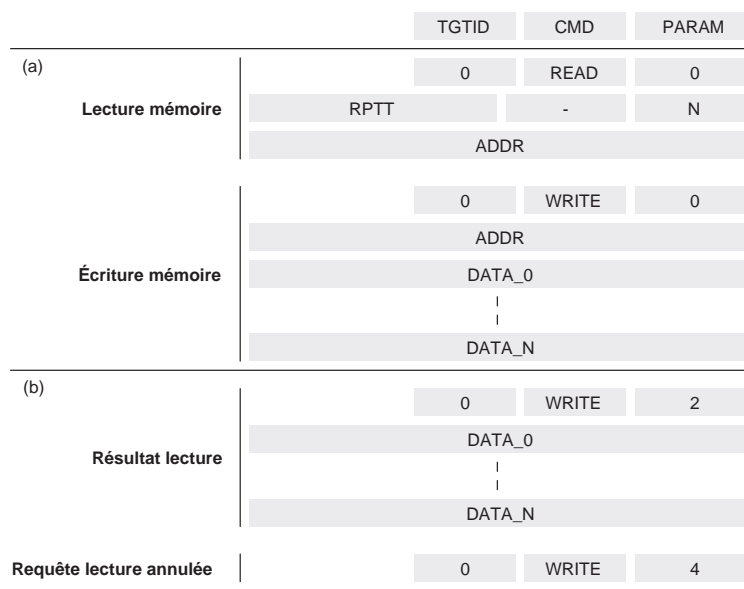 TGTID CMD PARAM
(a)
0 READ 0
Lecture mémoire RPTT - N
ADDR
0 WRITE 0
ADDR
Écriture mémoire DATA_0
DATA_N
(b)
0 WRITE 2
DATA_0
Résultat lecture
DATA_N
Requête lecture annulée 0 WRITE 4